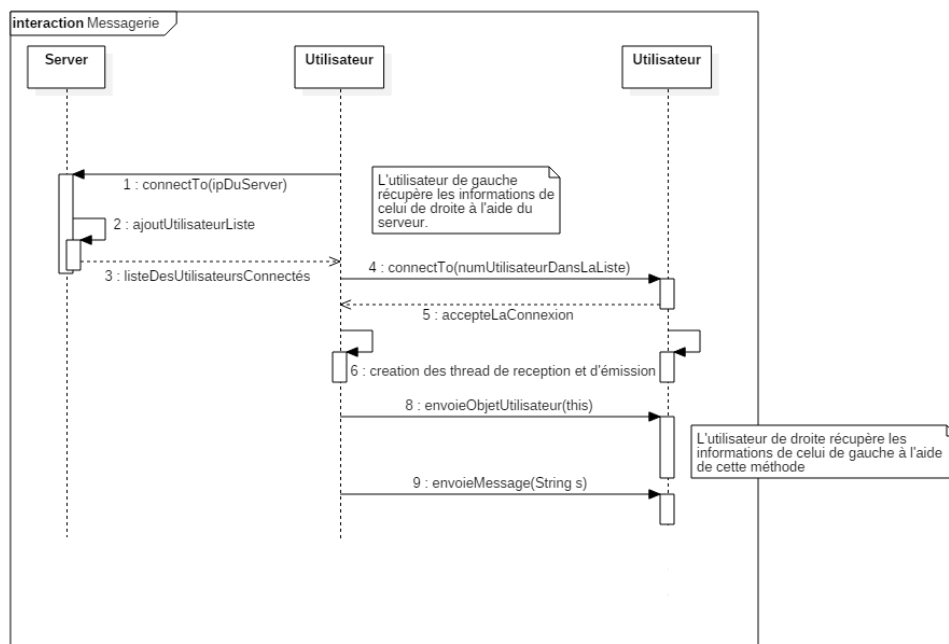 interaction Messagerie
Server
Utilisateur
Utilisateur
1 : connectTo(ipDuServer)
L'utilisateur de gauche
récupère les informations de
celui de droite à l'aide du
serveur.
2 : ajoutUtilisateurListe
3 : listeDesUtilisateursConnectés
4 : connectTo(numUtilisateurDansLaListe)
5 : accepteLaConnexion
6 : creation des thread de reception et d'émission
8 : envoieObjetUtilisateur(this)
L'utilisateur de droite récupère les
informations de celui de gauche à l'aide
de cette méthode
9 : envoieMessage(String s)